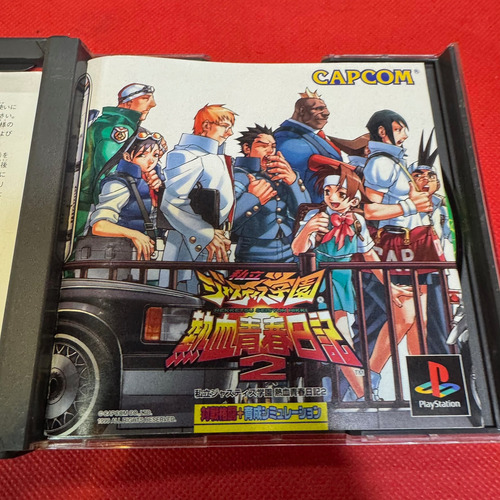 CAPCOM
私立
ジャスティス学園
熱血青春日記
2
私立ジャスティス学園 熱血青春日記2
対戦格闘+育成シミュレーション
©CAPCOM CO., LTD.
1999 ALL RIGHTS RESERVED.
PlayStation